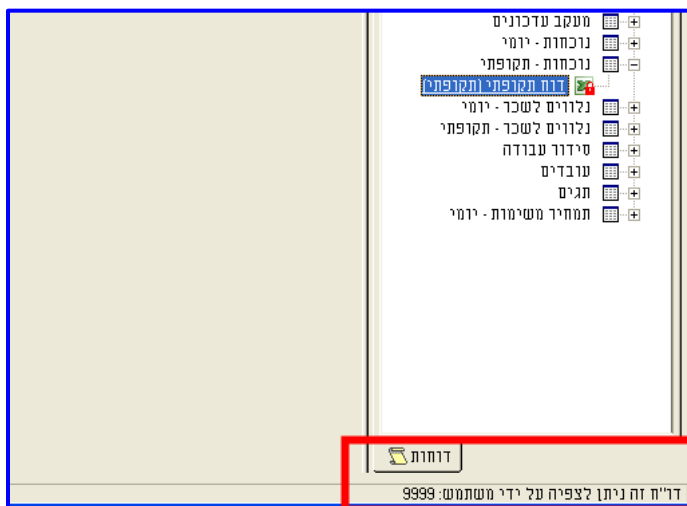 מעקב עדכונים
נוכחות - יומי
נוכחות - תקופתי
דוח תקופתי (תקופתי)
נלווים לשכר - יומי
נלווים לשכר - תקופתי
סידור עבודה
עובדים
תגים
תמחיר משימות - יומי
דוחות
דו"ח זה ניתן לצפיה על ידי משתמש: 9999